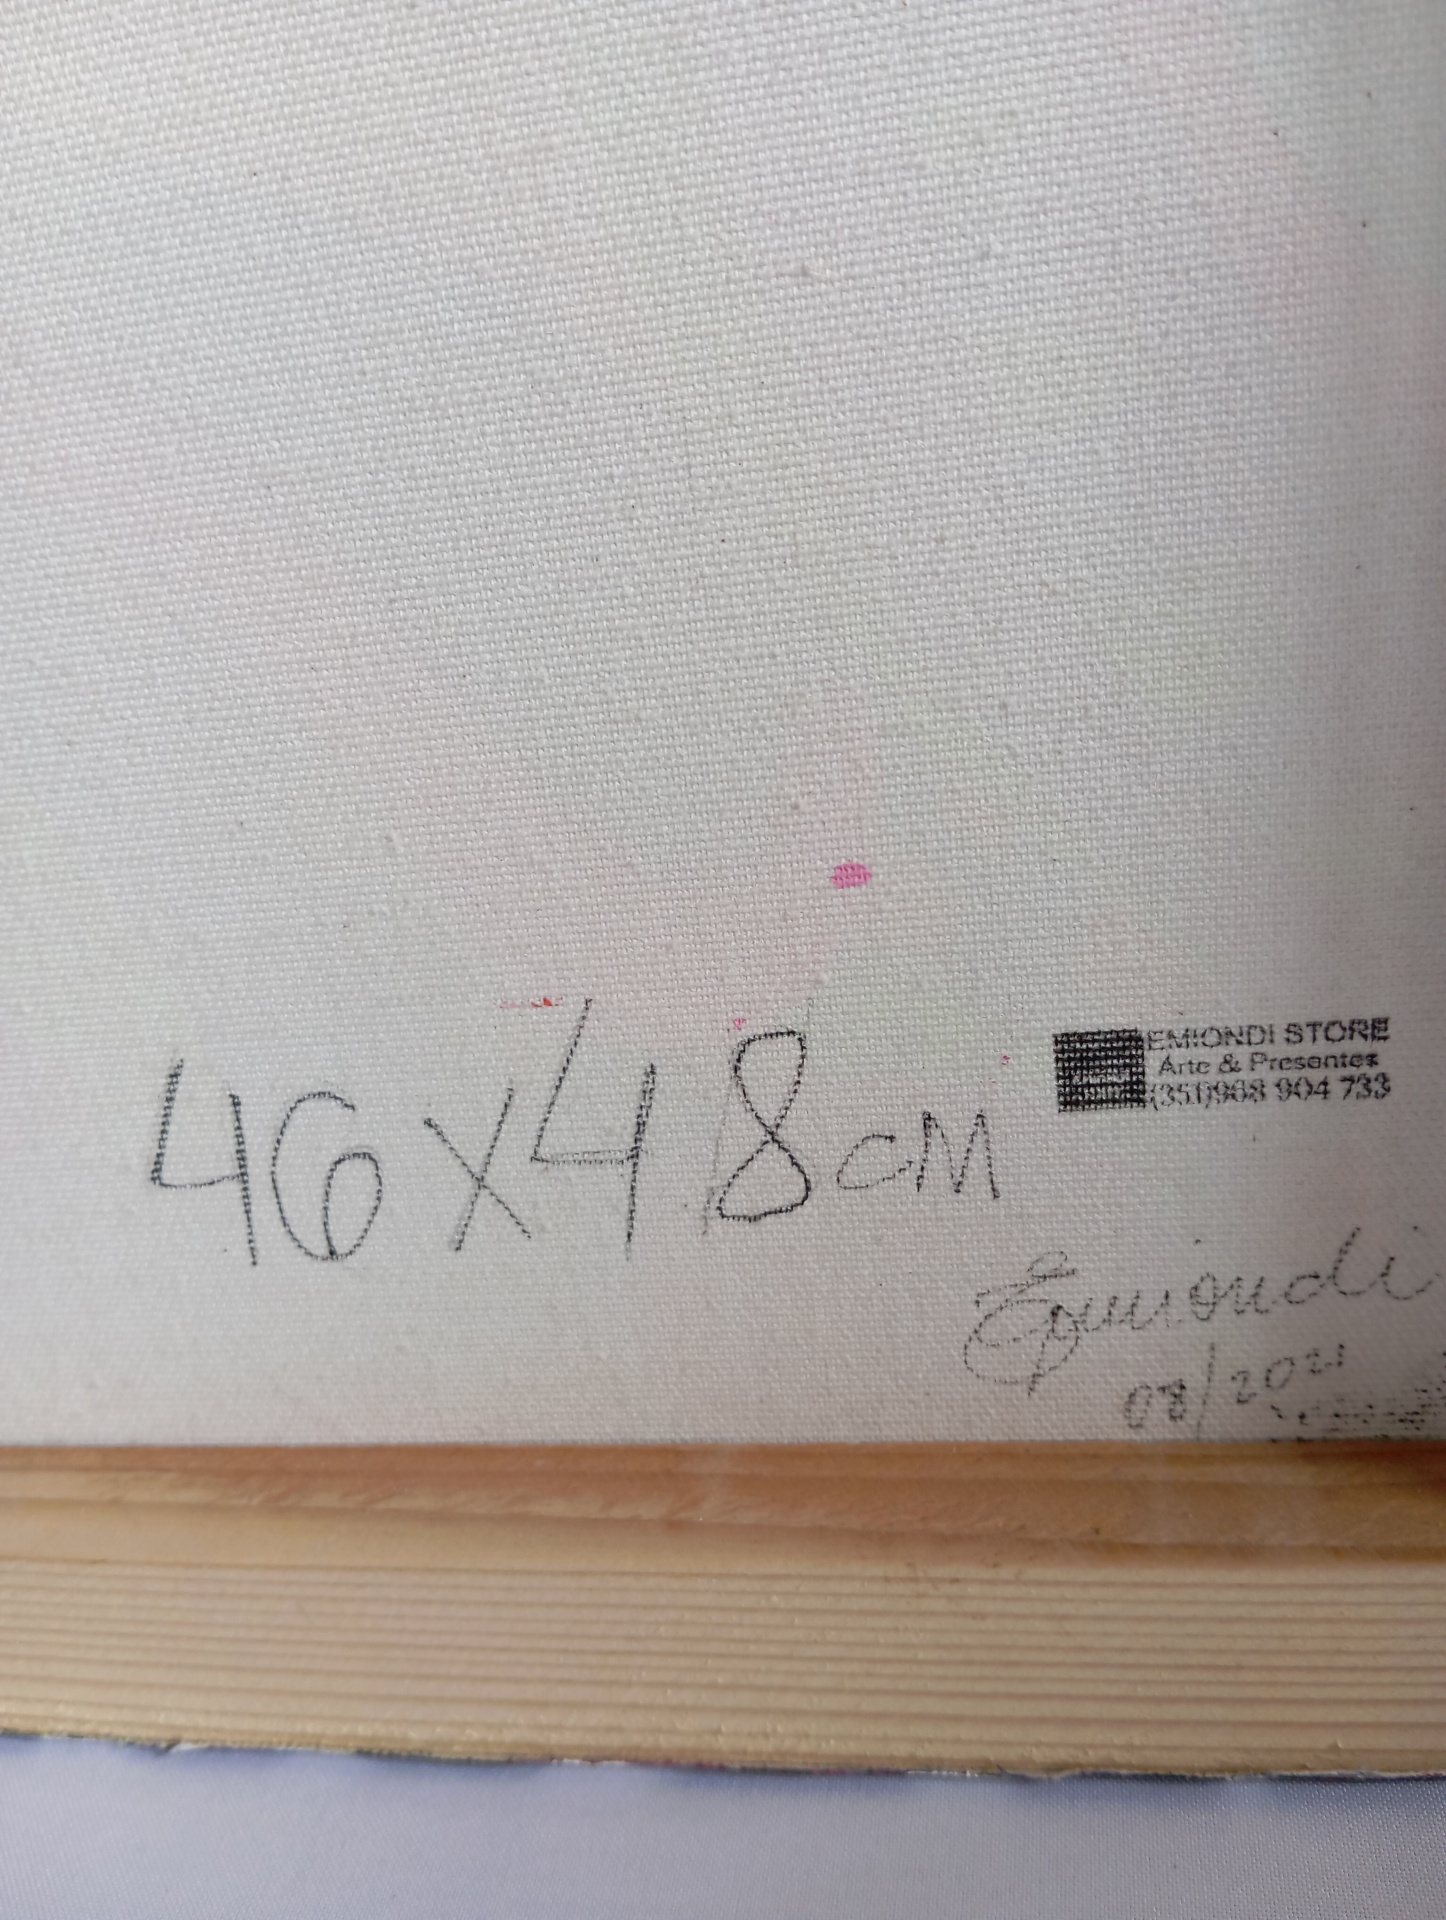 EMIONDI STORE
Arte & Presentes
(351)968 904 733
46x48cm
Emiondi
08/2021